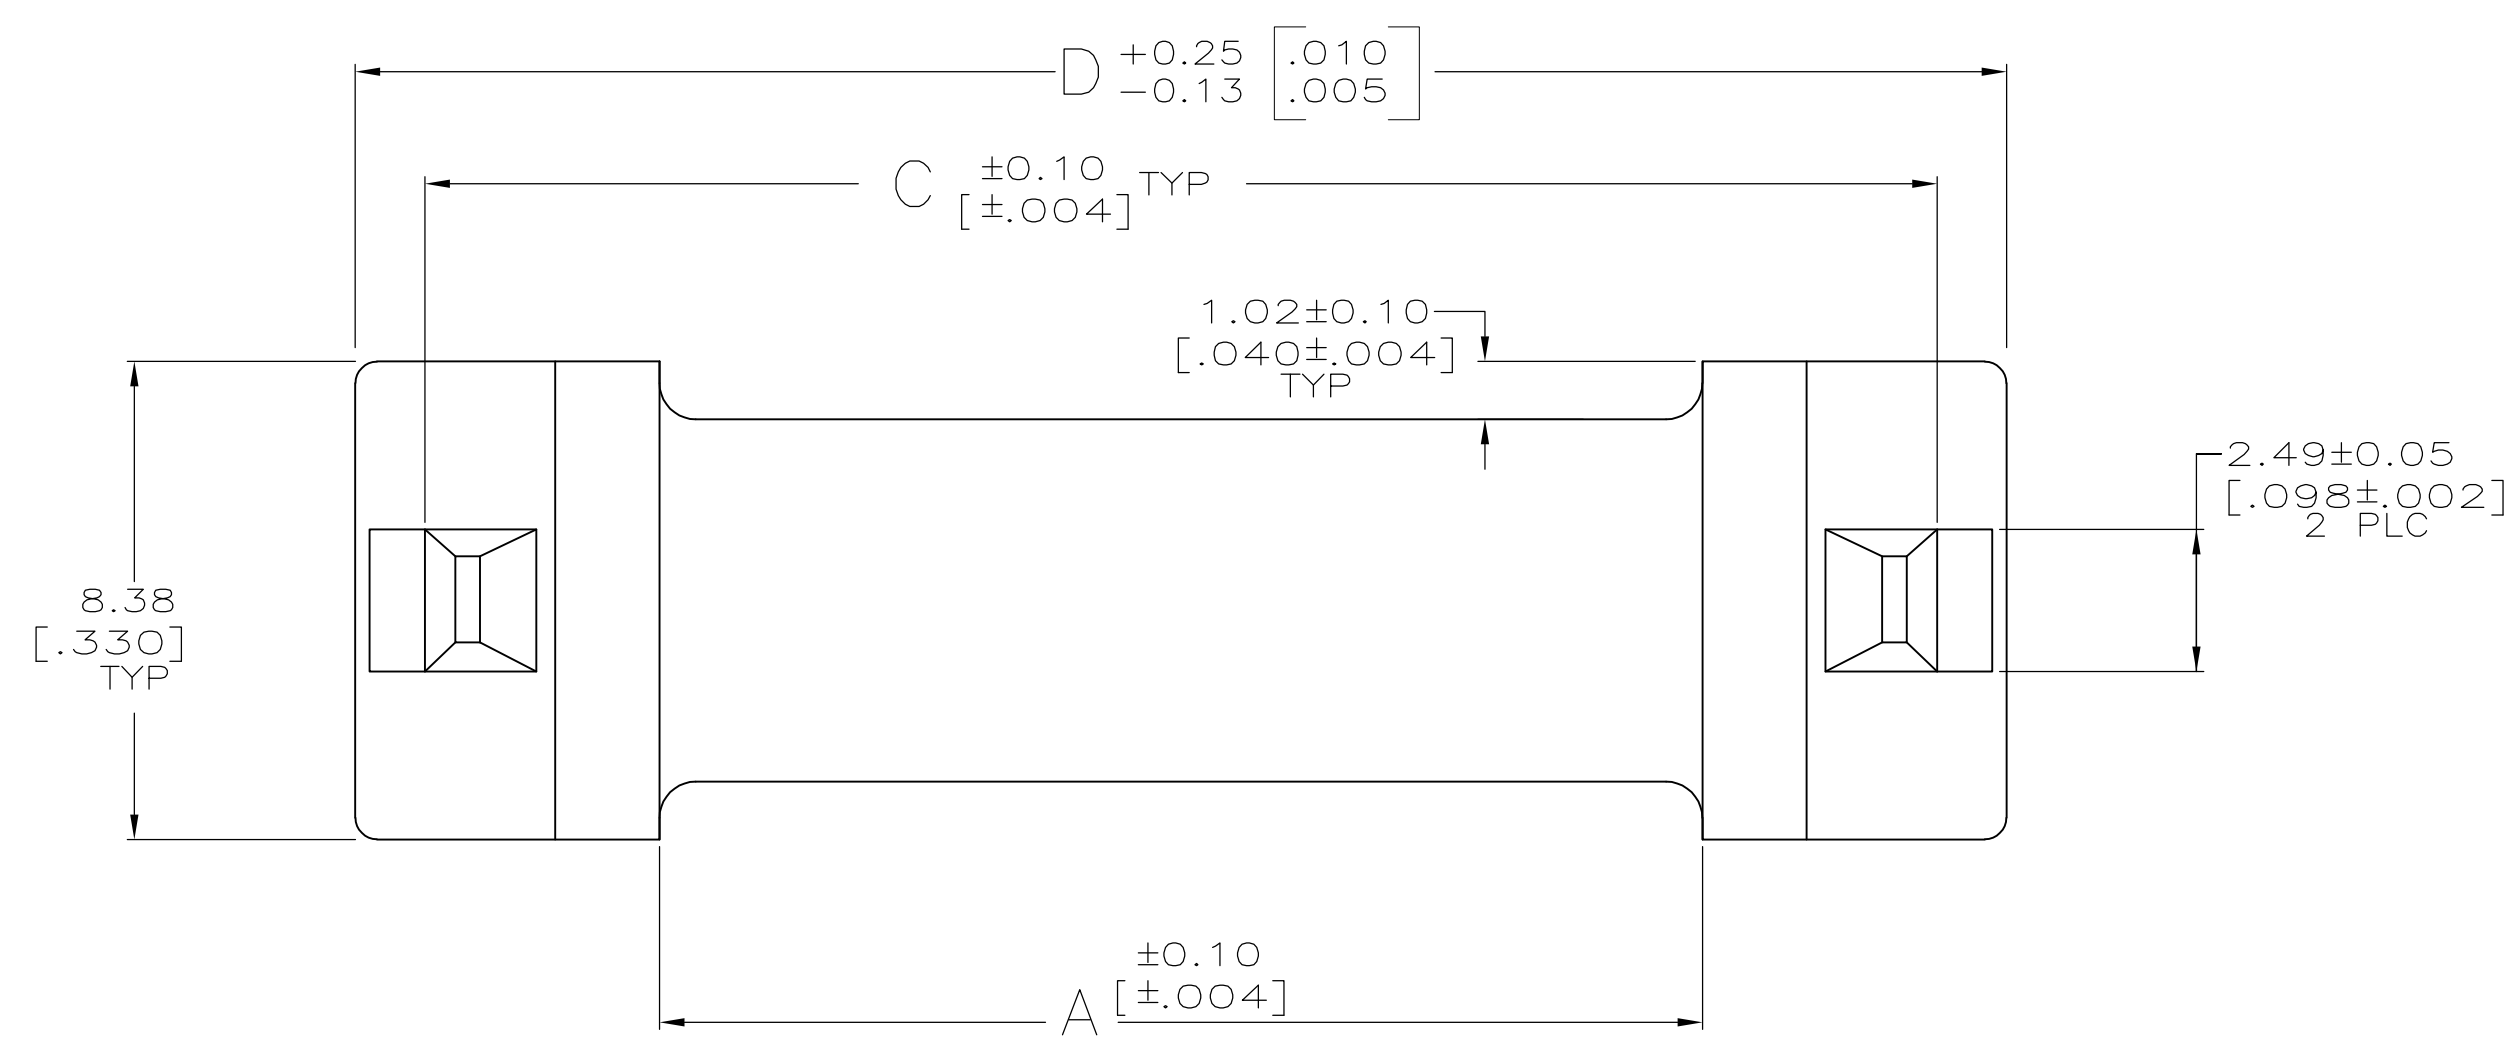 D +0.25 [.010
-0.13 .005]
C ±0.10 TYP
[±.004]
1.02±0.10
[.040±.004]
TYP
2.49±0.05
[.098±.002]
2 PLC
8.38
[.330]
TYP
±0.10
A [±.004]